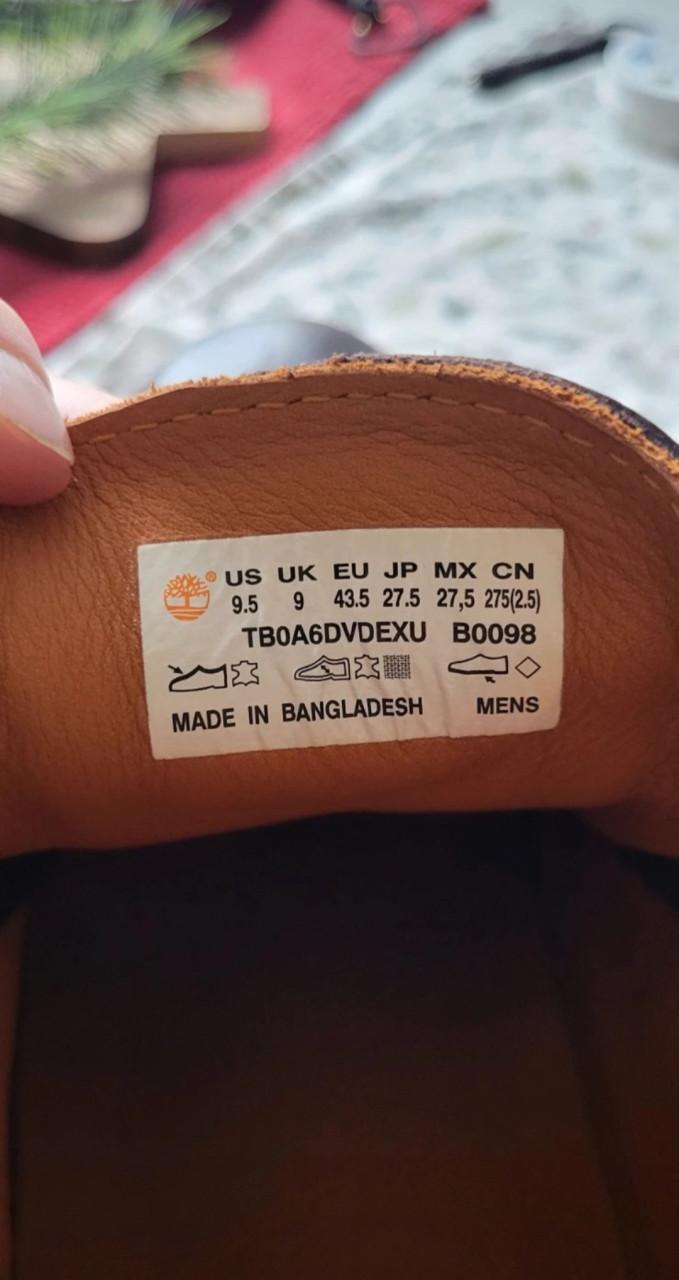 ® US UK EU JP MX CN
9.5 9 43.5 27.5 27,5 275(2.5)
TB0A6DVDEXU B0098
MADE IN BANGLADESH MENS